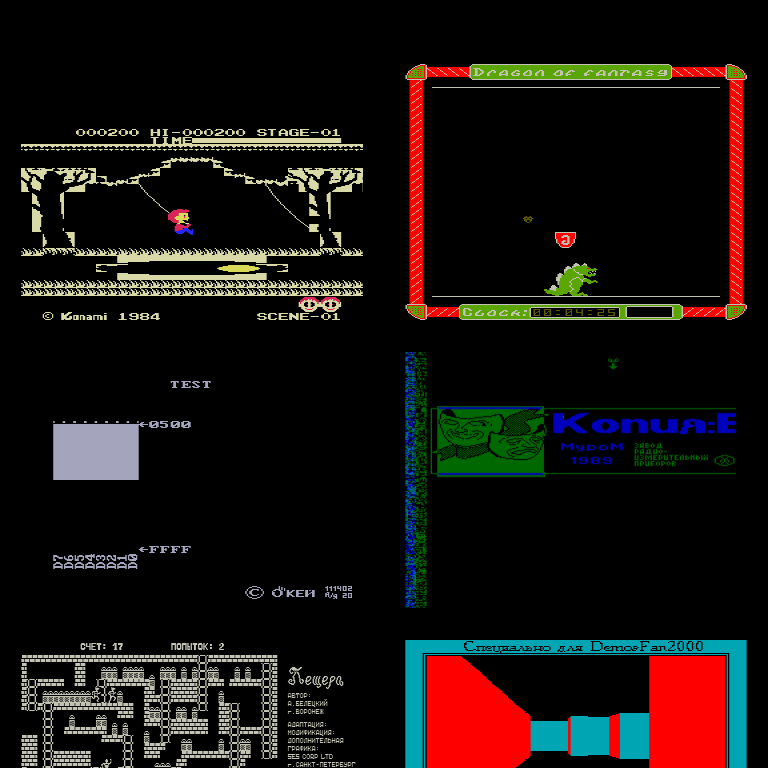 000200 HI-000200 STAGE-01
TIME
© Konami 1984
SCENE-01
Dragon of fantasy
Clock: 00:04:25
TEST
←0500
←FFFF
D7
D6
D5
D4
D3
D2
D1
D0
© О'КЕЙ 111402
А/Я 20
Копия:Е
Муром
1989
ЗАВОД
РАДИО-
ИЗМЕРИТЕЛЬНЫХ
ПРИБОРОВ
СЧЕТ: 17 ПОПЫТОК: 2
Пещера
АВТОР:
А.БЕЛЕЦКИЙ
г.ВОРОНЕЖ
АДАПТАЦИЯ:
МОДИФИКАЦИЯ:
ДОПОЛНИТЕЛЬНАЯ
ГРАФИКА:
SES CORP LTD
г.САНКТ-ПЕТЕРБУРГ
Специально для DemosFan2000